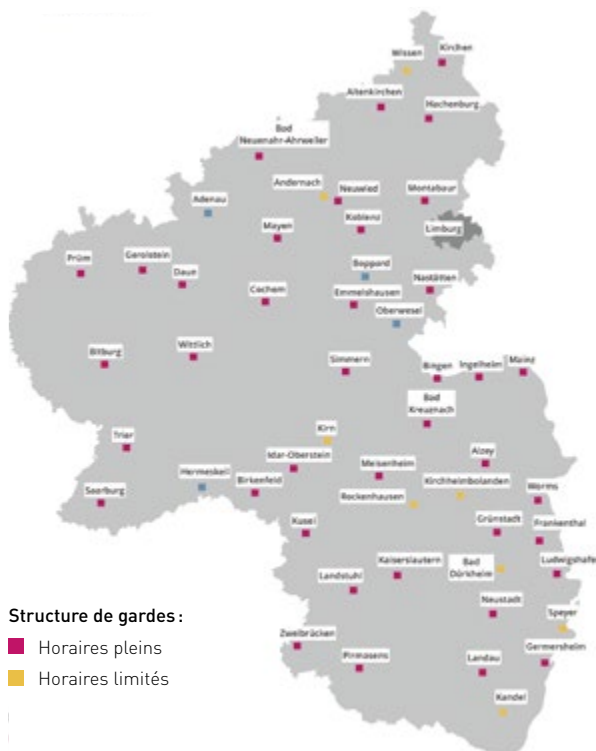 Wissen
Kirchen
Altenkirchen
Hachenburg
Bad
Neuenahr-Ahrweiler
Andernach
Neuwied
Montabaur
Adenau
Mayen
Koblenz
Limburg
Prüm
Gerolstein
Daun
Boppard
Nastätten
Cochem
Emmelshausen
Oberwesel
Bitburg
Wittlich
Simmern
Bingen
Ingelheim
Mainz
Bad
Kreuznach
Trier
Kirn
Idar-Oberstein
Meisenheim
Alzey
Saarburg
Hermeskeil
Birkenfeld
Rockenhausen
Kirchheimbolanden
Worms
Kusel
Grünstadt
Frankenthal
Landstuhl
Kaiserslautern
Bad
Dürkheim
Ludwigshafe
Structure de gardes :
Neustadt
Speyer
Horaires pleins
Zweibrücken
Pirmasens
Landau
Germersheim
Horaires limités
Kandel